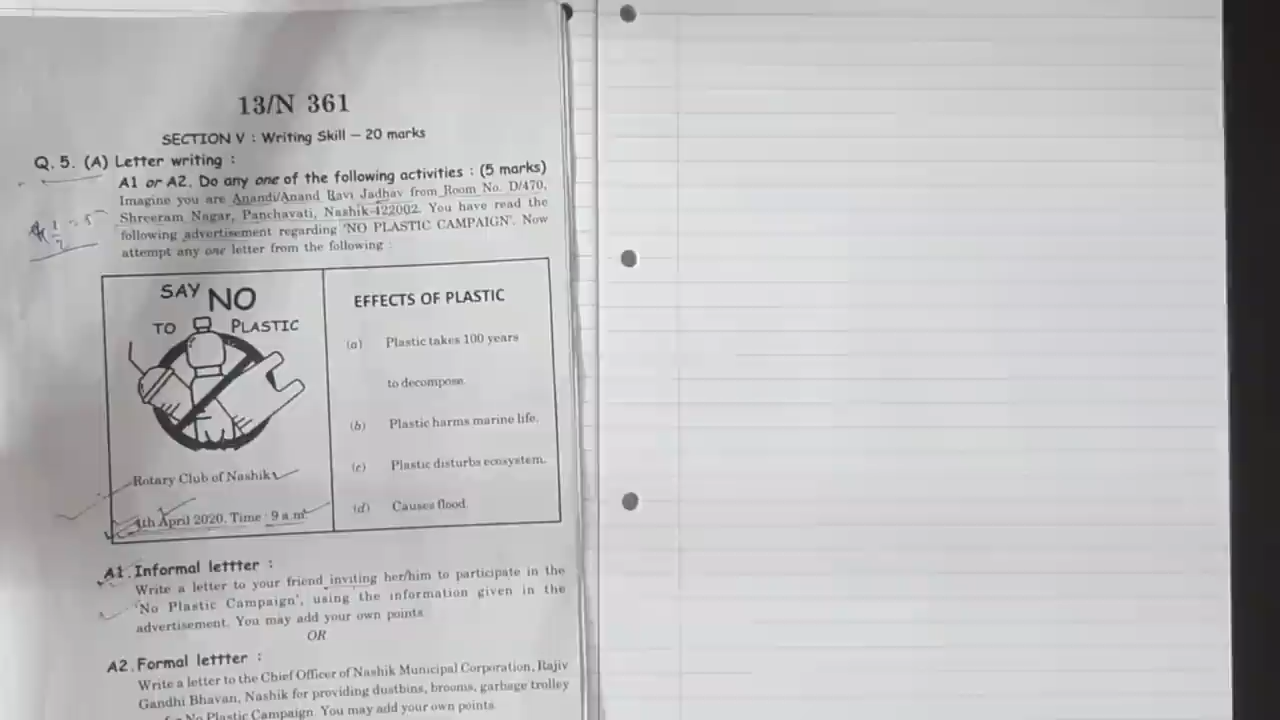 13/N 361
SECTION V : Writing Skill – 20 marks
Q. 5. (A) Letter writing :
A1 or A2. Do any one of the following activities : (5 marks)
Imagine you are Anandi/Anand Ravi Jadhav from Room No. D/470,
Shreeram Nagar, Panchavati, Nashik-422002. You have read the
following advertisement regarding 'NO PLASTIC CAMPAIGN'. Now
attempt any one letter from the following :
SAY NO
TO PLASTIC
Rotary Club of Nashik
4th April 2020. Time : 9 a.m.
EFFECTS OF PLASTIC
(a) Plastic takes 100 years
to decompose.
(b) Plastic harms marine life.
(c) Plastic disturbs ecosystem.
(d) Causes flood.
A1. Informal lettter :
Write a letter to your friend inviting her/him to participate in the
'No Plastic Campaign', using the information given in the
advertisement. You may add your own points.
OR
A2. Formal lettter :
Write a letter to the Chief Officer of Nashik Municipal Corporation, Rajiv
Gandhi Bhavan, Nashik for providing dustbins, brooms, garbage trolley
No Plastic Campaign. You may add your own points.